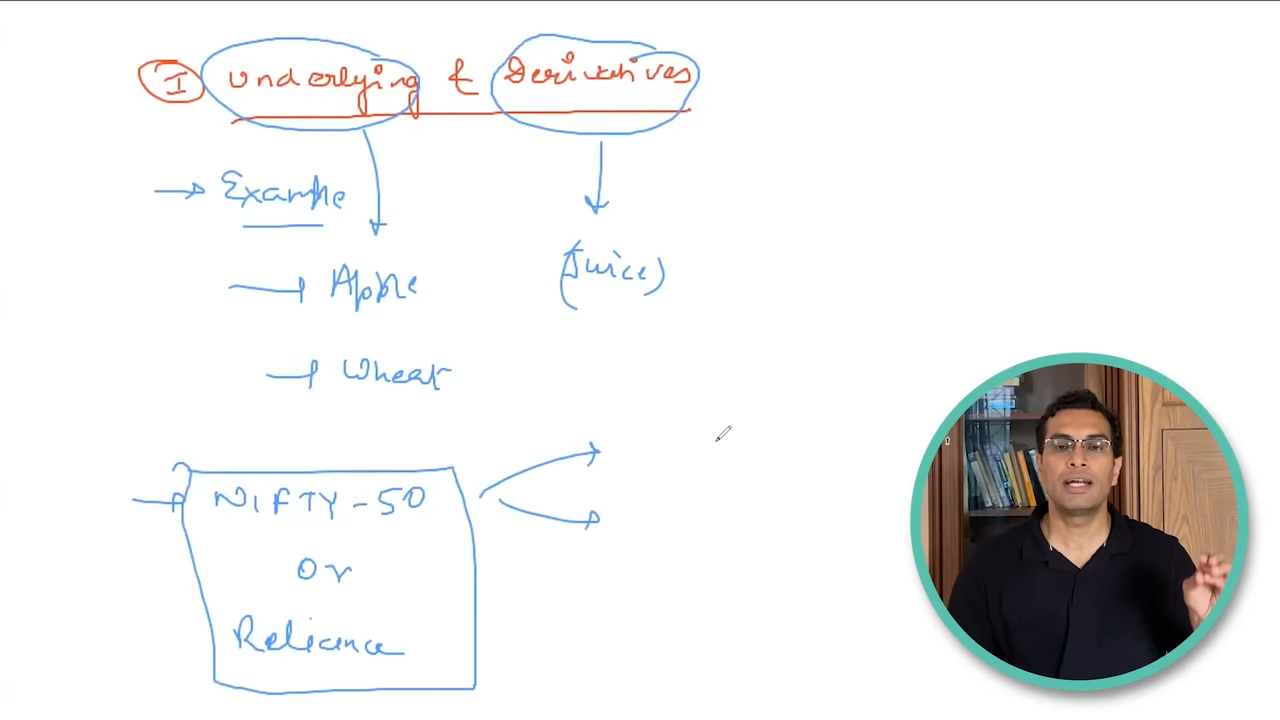 I Underlying & Derivatives
→ Example
→ Apple (Juice)
→ Wheat
→ NIFTY-50
Or
Reliance